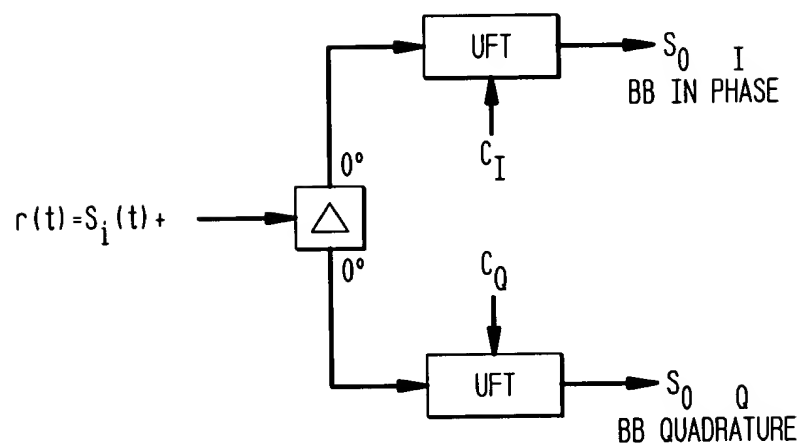 UFT
S0 I
BB IN PHASE
CI
0°
r(t)=Si(t)+
0°
CQ
UFT
S0 Q
BB QUADRATURE